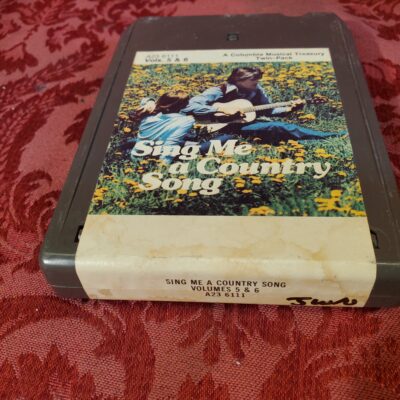 A23 6111
Vols. 5 & 6
A Columbia Musical Treasury
Twin-Pack
Sing Me
a Country
Song
SING ME A COUNTRY SONG
VOLUMES 5 & 6
A23 6111